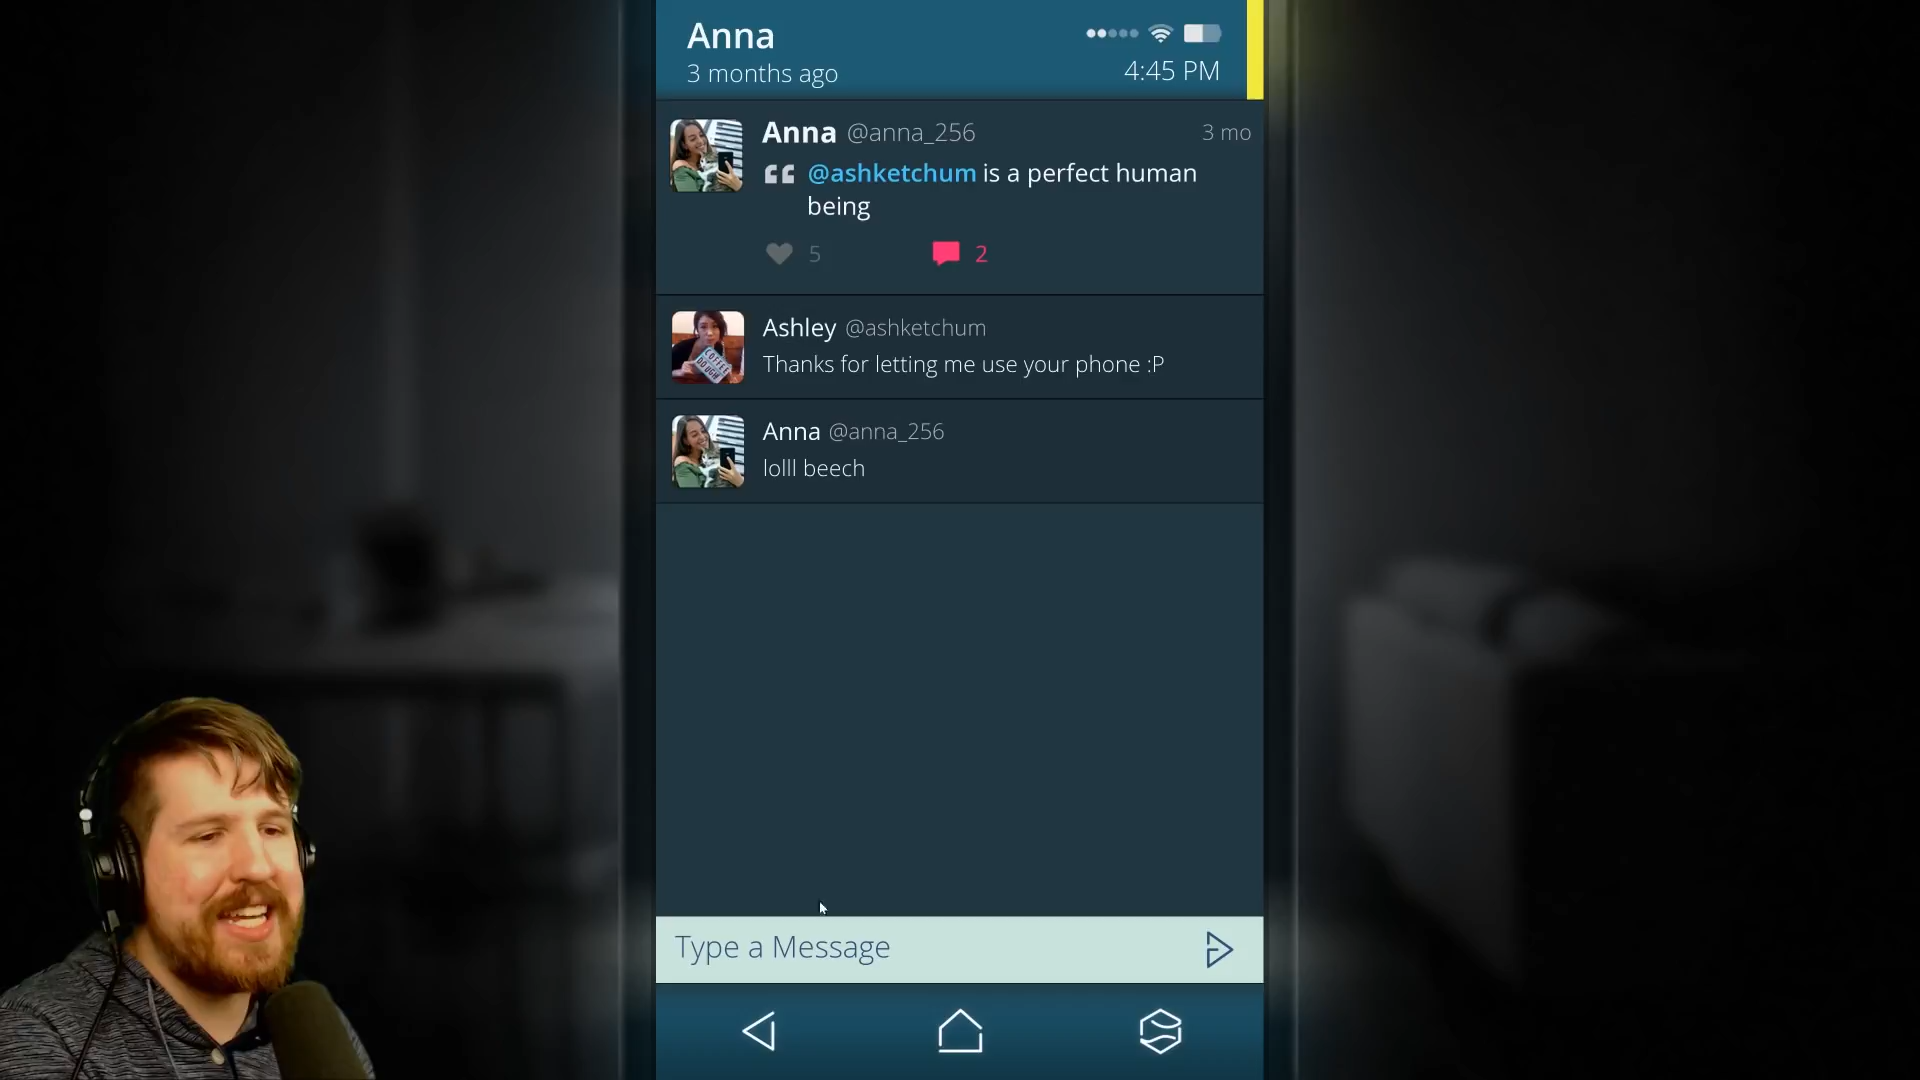 Anna
3 months ago
4:45 PM
Anna @anna_256 3 mo
@ashketchum is a perfect human
being
5 2
Ashley @ashketchum
Thanks for letting me use your phone :P
Anna @anna_256
lolll beech
Type a Message